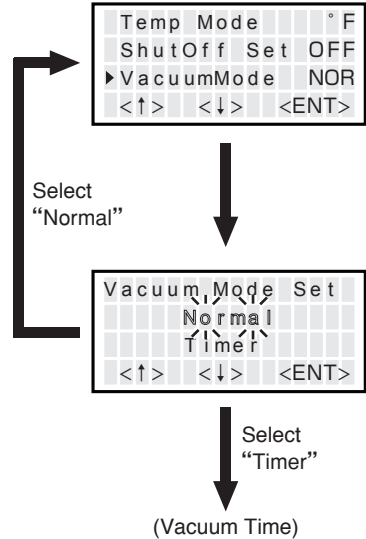 Temp Mode °F
ShutOff Set OFF
▶VacuumMode NOR
<↑> <↓> <ENT>
Select
“Normal”
Vacuum Mode Set
Normal
Timer
<↑> <↓> <ENT>
Select
“Timer”
(Vacuum Time)